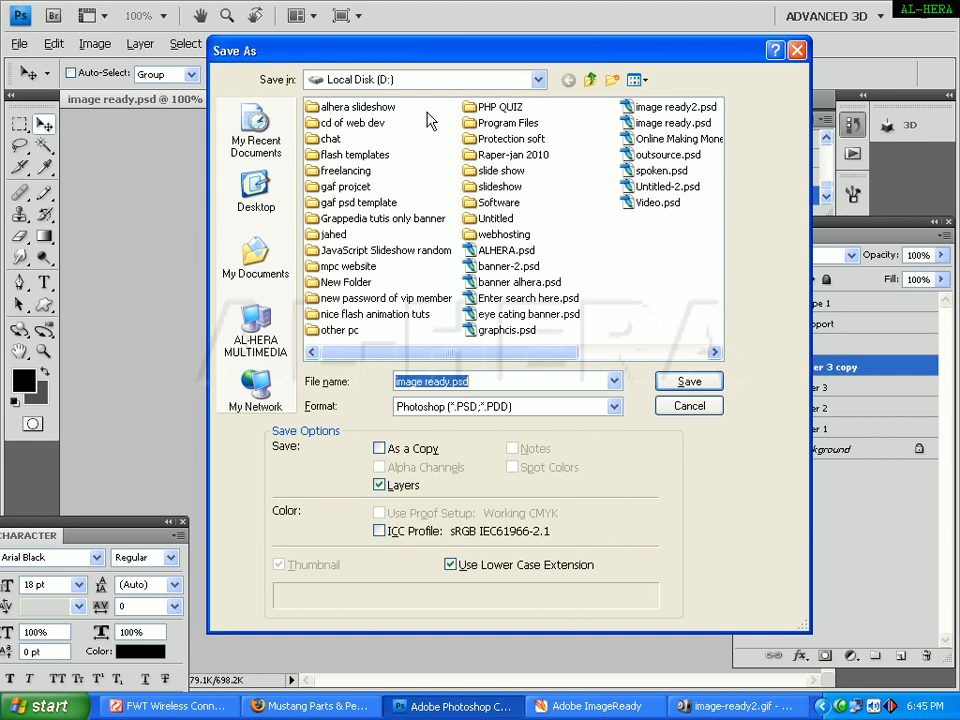 Ps Br 100% ADVANCED 3D AL-HERA
File Edit Image Layer Select
Save As
Auto-Select: Group
Save in: Local Disk (D:)
image ready.psd @ 100%
My Recent Documents
Desktop
My Documents
AL-HERA MULTIMEDIA
My Network
alhera slideshow
cd of web dev
chat
flash templates
freelancing
gaf projcet
gaf psd template
Grappedia tutis only banner
jahed
JavaScript Slideshow random
mpc website
New Folder
new password of vip member
nice flash animation tuts
other pc
PHP QUIZ
Program Files
Protection soft
Raper-jan 2010
slide show
slideshow
Software
Untitled
webhosting
ALHERA.psd
banner-2.psd
banner alhera.psd
Enter search here.psd
eye cating banner.psd
graphcis.psd
image ready2.psd
image ready.psd
Online Making Mone
outsource.psd
spoken.psd
Untitled-2.psd
Video.psd
AL-HERA
File name: image ready.psd Save
Format: Photoshop (*.PSD;*.PDD) Cancel
Save Options
Save: As a Copy Notes
Alpha Channels Spot Colors
Layers
Color: Use Proof Setup: Working CMYK
ICC Profile: sRGB IEC61966-2.1
Thumbnail Use Lower Case Extension
3D
Opacity: 100%
Fill: 100%
pe 1
port
er 3 copy
er 3
er 2
er 1
kground
CHARACTER
Arial Black Regular
18 pt (Auto)
0
100% 100%
0 pt Color:
T T TT Tr T¹ T, T T
79.1K/698.2K
start FWT Wireless Conn... Mustang Parts & Pe... Adobe Photoshop C... Adobe ImageReady image-ready2.gif - ... 6:45 PM